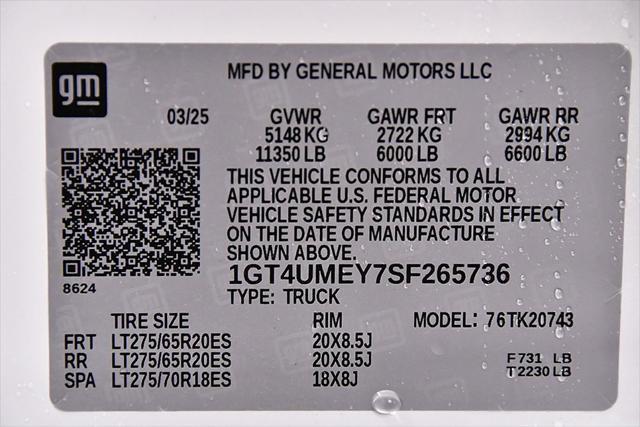 gm
MFD BY GENERAL MOTORS LLC
03/25 GVWR GAWR FRT GAWR RR
5148 KG 2722 KG 2994 KG
11350 LB 6000 LB 6600 LB
THIS VEHICLE CONFORMS TO ALL
APPLICABLE U.S. FEDERAL MOTOR
VEHICLE SAFETY STANDARDS IN EFFECT
ON THE DATE OF MANUFACTURE
SHOWN ABOVE.
8624
1GT4UMEY7SF265736
TYPE: TRUCK
TIRE SIZE RIM MODEL: 76TK20743
FRT LT275/65R20ES 20X8.5J
RR LT275/65R20ES 20X8.5J F 731 LB
SPA LT275/70R18ES 18X8J T 2230 LB